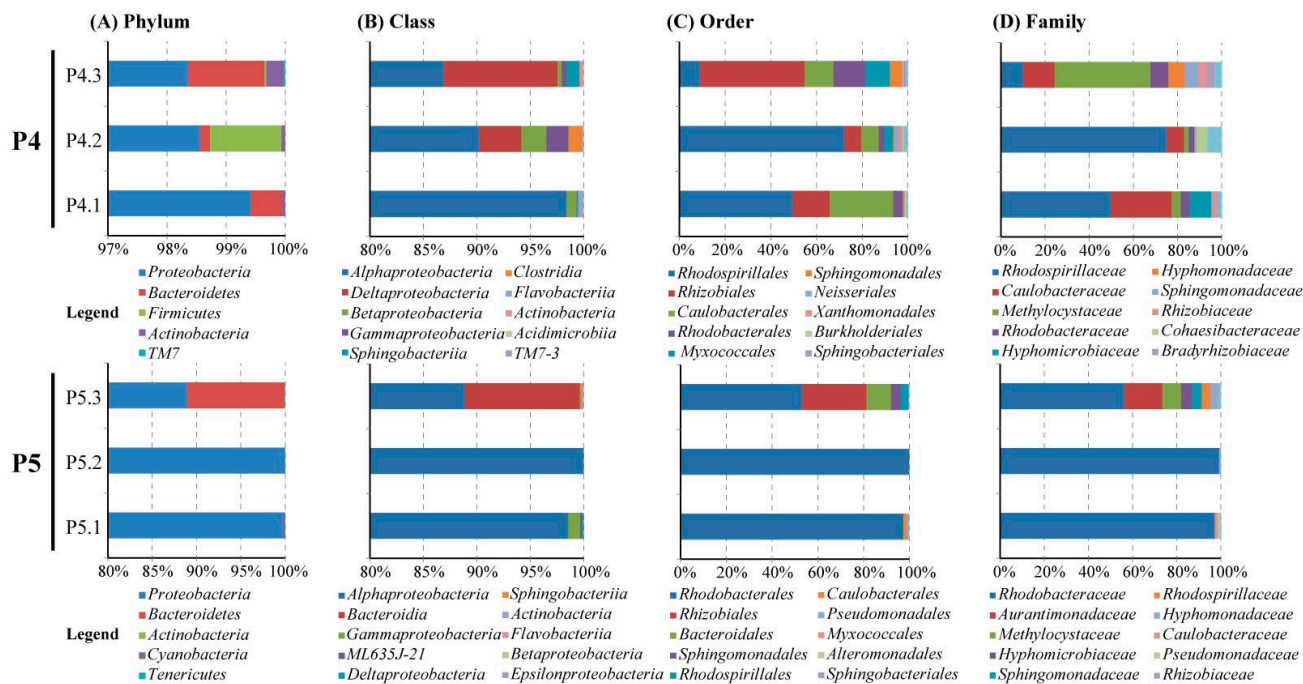 (A) Phylum (B) Class (C) Order (D) Family
P4
P4.3
P4.2
P4.1
97% 98% 99% 100%
80% 85% 90% 95% 100%
0% 20% 40% 60% 80% 100%
0% 20% 40% 60% 80% 100%
Legend
Proteobacteria
Bacteroidetes
Firmicutes
Actinobacteria
TM7
Alphaproteobacteria Clostridia
Deltaproteobacteria Flavobacteriia
Betaproteobacteria Actinobacteria
Gammaproteobacteria Acidimicrobiia
Sphingobacteriia TM7-3
Rhodospirillales Sphingomonadales
Rhizobiales Neisseriales
Caulobacterales Xanthomonadales
Rhodobacterales Burkholderiales
Myxococcales Sphingobacteriales
Rhodospirillaceae Hyphomonadaceae
Caulobacteraceae Sphingomonadaceae
Methylocystaceae Rhizobiaceae
Rhodobacteraceae Cohaesibacteraceae
Hyphomicrobiaceae Bradyrhizobiaceae
P5
P5.3
P5.2
P5.1
80% 85% 90% 95% 100%
80% 85% 90% 95% 100%
0% 20% 40% 60% 80% 100%
0% 20% 40% 60% 80% 100%
Legend
Proteobacteria
Bacteroidetes
Actinobacteria
Cyanobacteria
Tenericutes
Alphaproteobacteria Sphingobacteriia
Bacteroidia Actinobacteria
Gammaproteobacteria Flavobacteriia
ML635J-21 Betaproteobacteria
Deltaproteobacteria Epsilonproteobacteria
Rhodobacterales Caulobacterales
Rhizobiales Pseudomonadales
Bacteroidales Myxococcales
Sphingomonadales Alteromonadales
Rhodospirillales Sphingobacteriales
Rhodobacteraceae Rhodospirillaceae
Aurantimonadaceae Hyphomonadaceae
Methylocystaceae Caulobacteraceae
Hyphomicrobiaceae Pseudomonadaceae
Sphingomonadaceae Rhizobiaceae